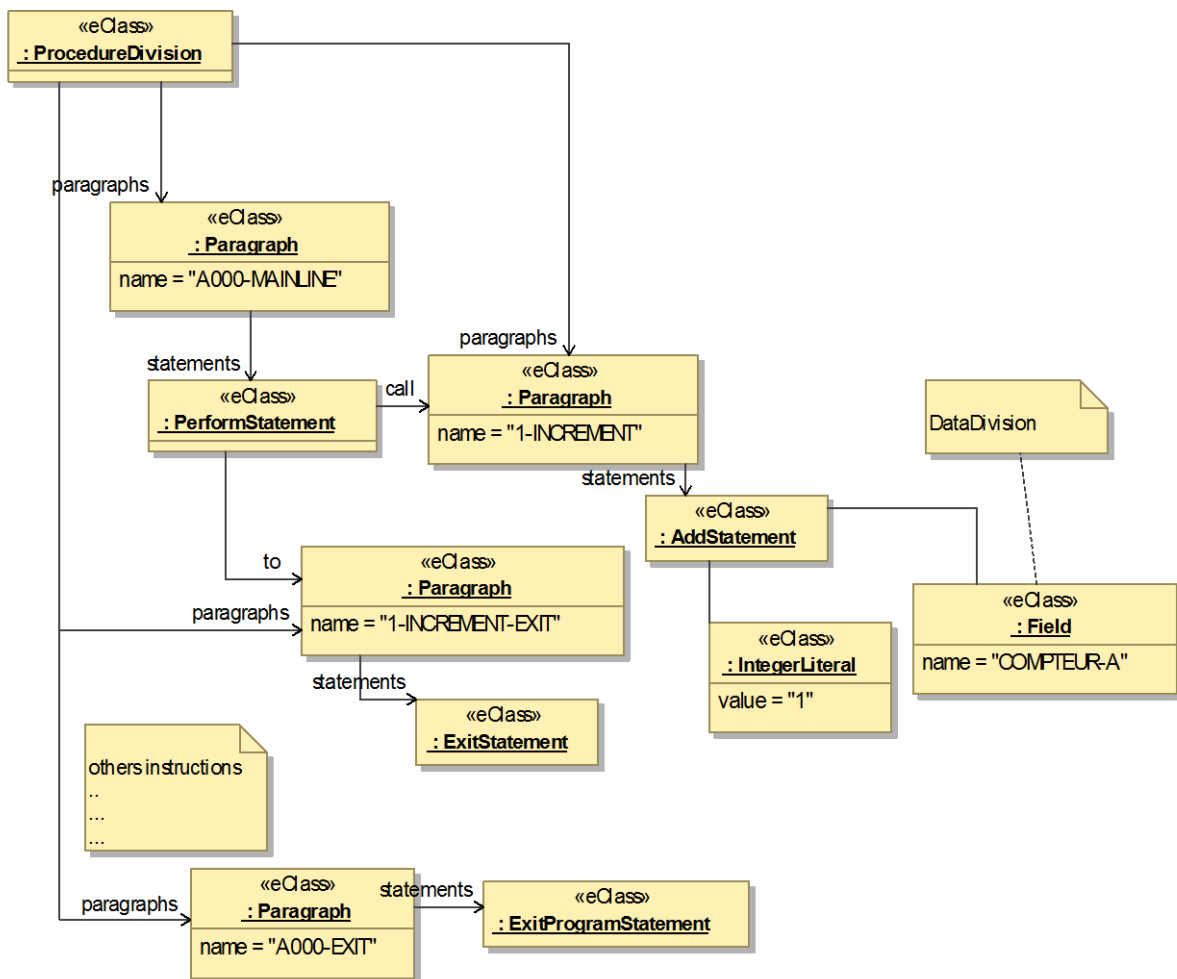 «eClass»
: ProcedureDivision
paragraphs
«eClass»
: Paragraph
name = "A000-MAINLINE"
statements
«eClass»
: PerformStatement
call
paragraphs
«eClass»
: Paragraph
name = "1-INCREMENT"
statements
DataDivision
«eClass»
: AddStatement
to
«eClass»
: Paragraph
name = "1-INCREMENT-EXIT"
paragraphs
«eClass»
: IntegerLiteral
value = "1"
«eClass»
: Field
name = "COMPTEUR-A"
statements
«eClass»
: ExitStatement
others instructions
..
...
...
paragraphs
«eClass»
: Paragraph
name = "A000-EXIT"
statements
«eClass»
: ExitProgramStatement